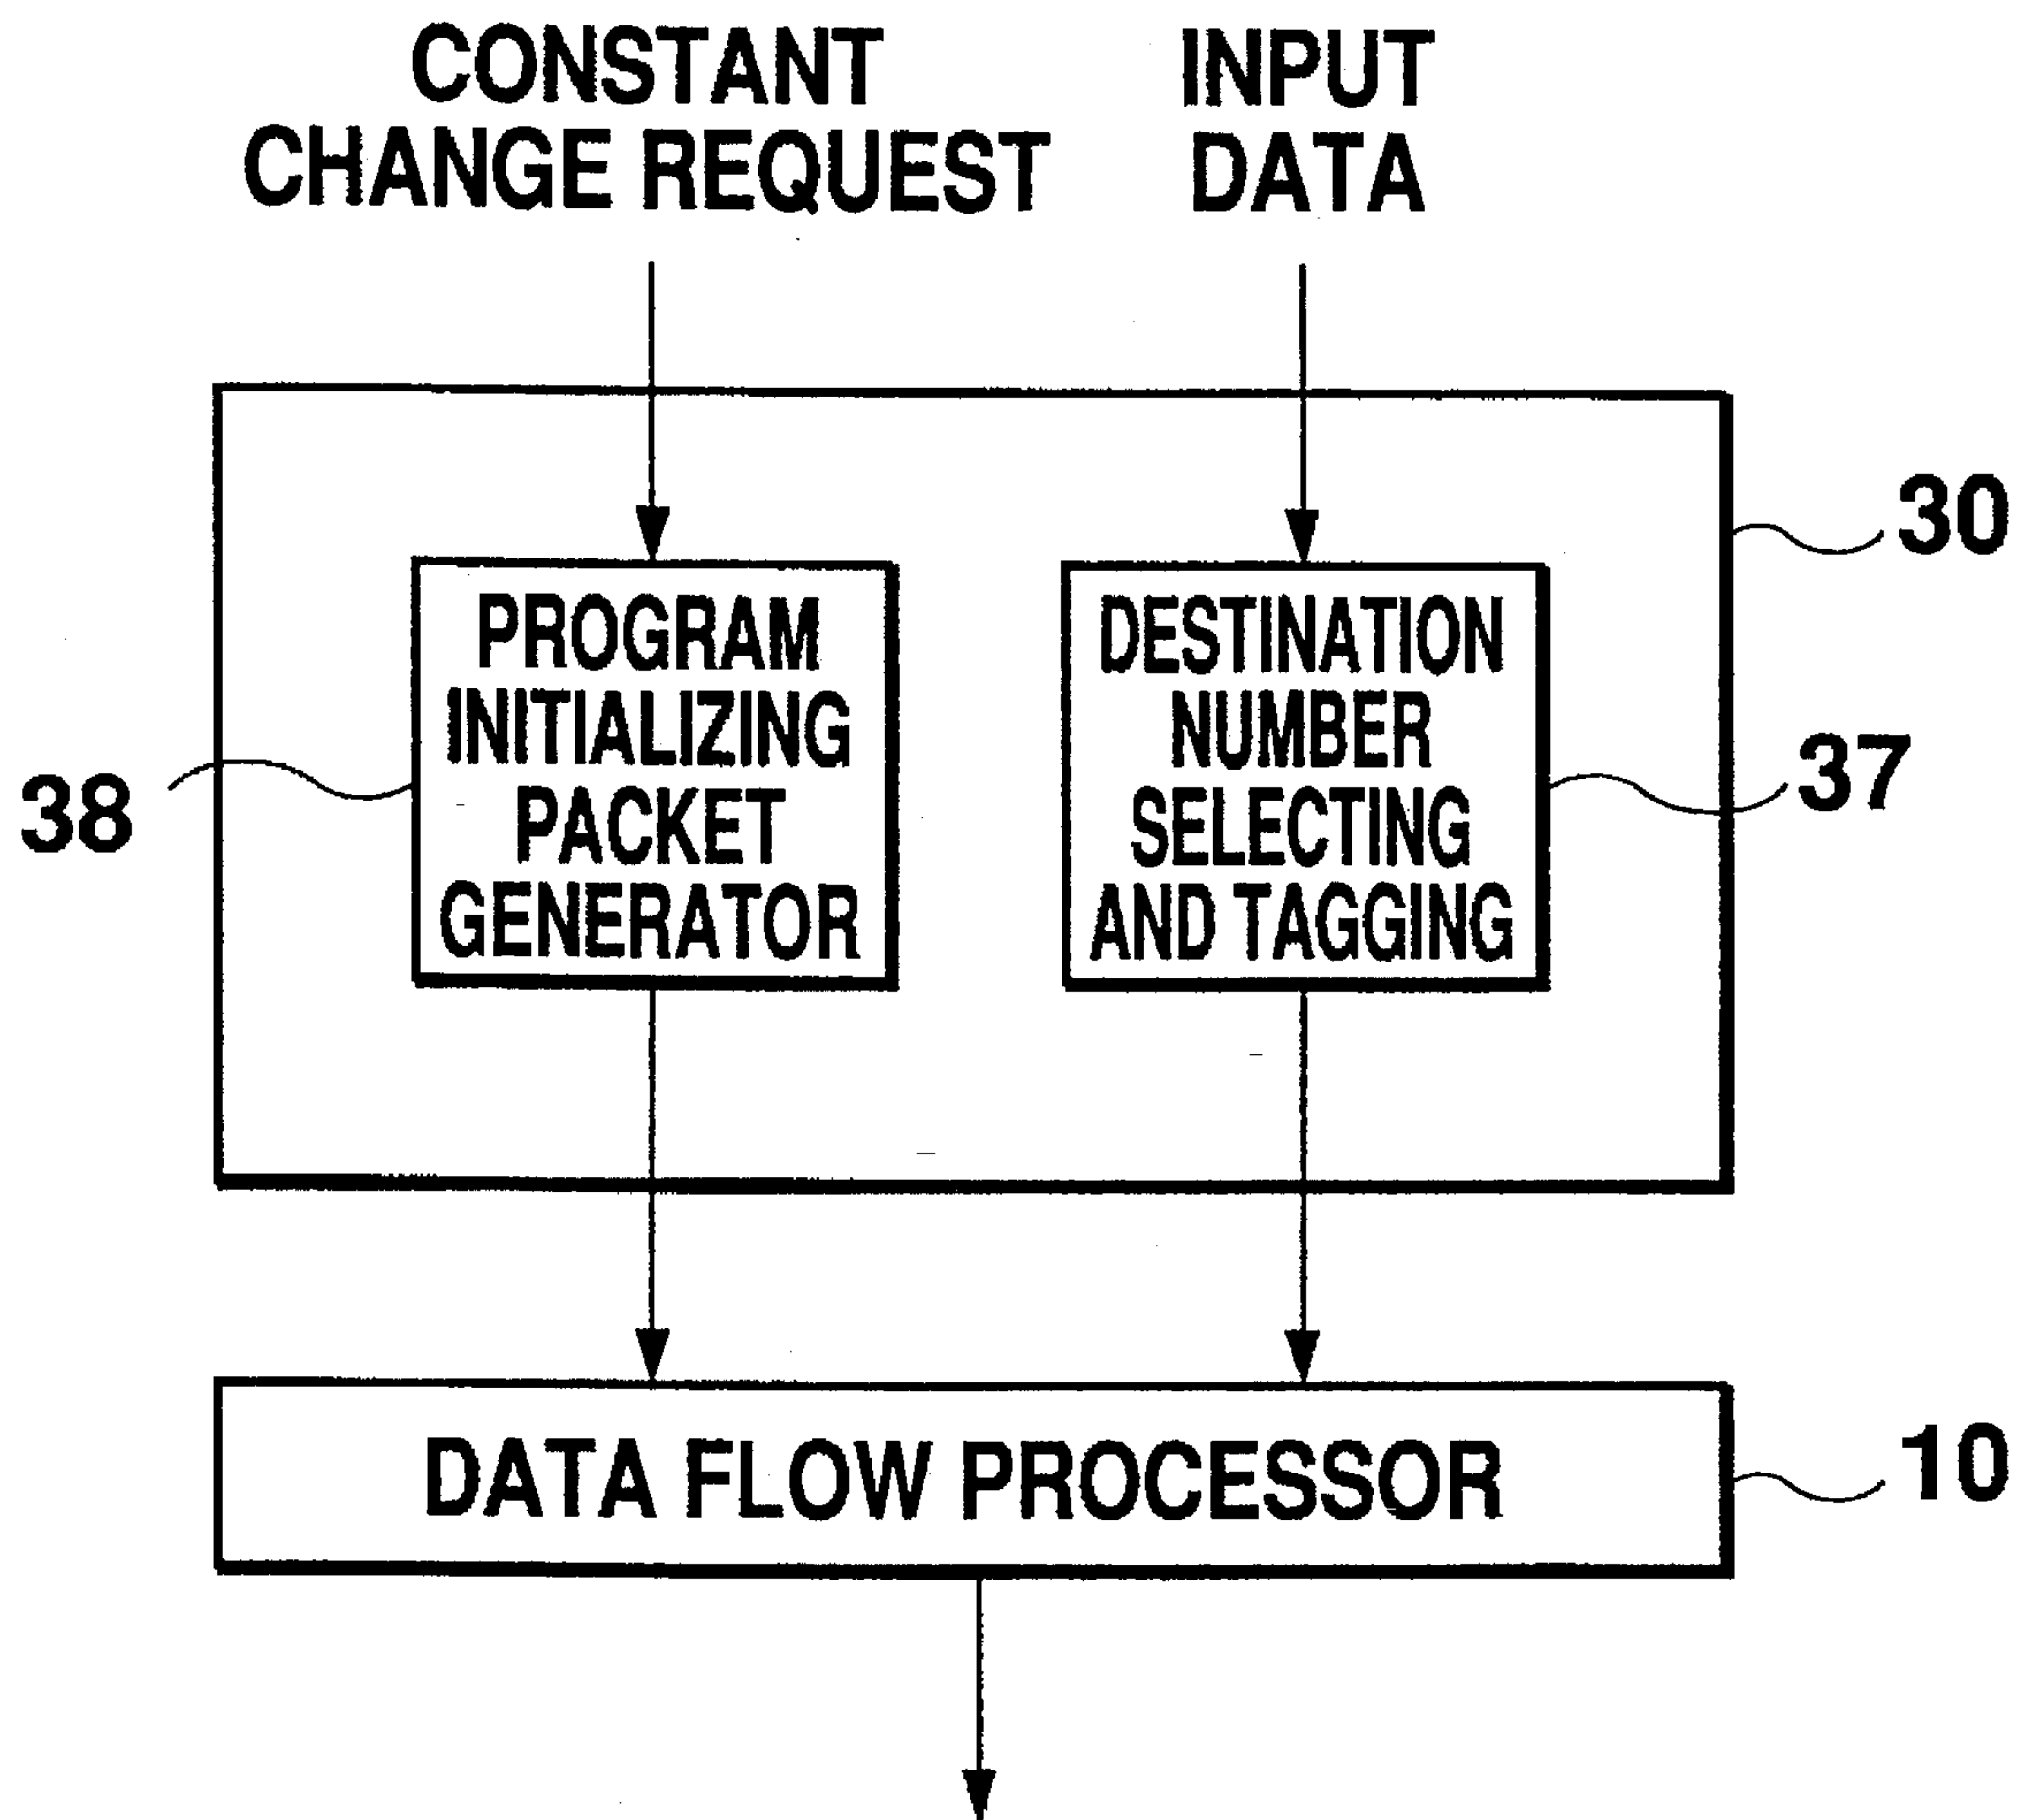 CONSTANT
CHANGE REQUEST
INPUT
DATA
30
PROGRAM
INITIALIZING
PACKET
GENERATOR
38
DESTINATION
NUMBER
SELECTING
AND TAGGING
37
DATA FLOW PROCESSOR
10